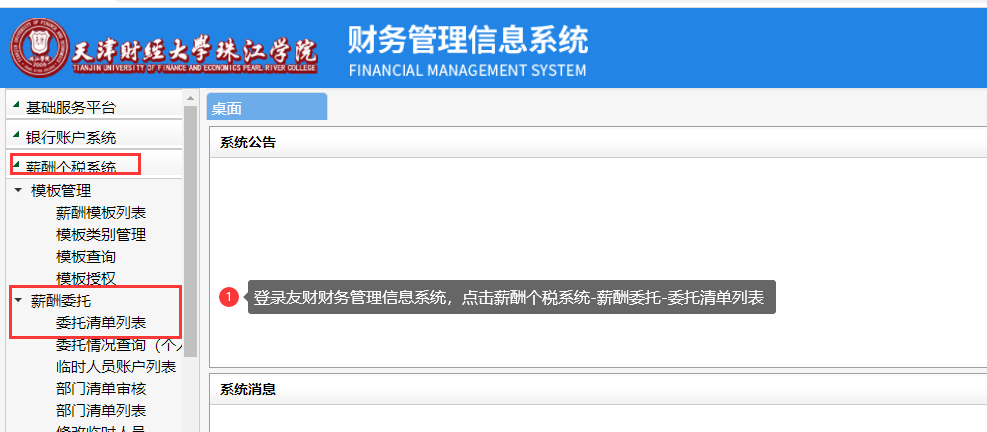 天津财经大學珠江学院
TIANJIN UNIVERSITY OF FINANCE AND ECONOMICS PEARL RIVER COLLEGE
财务管理信息系统
FINANCIAL MANAGEMENT SYSTEM
基础服务平台
银行账户系统
薪酬个税系统
模板管理
薪酬模板列表
模板类别管理
模板查询
模板授权
薪酬委托
委托清单列表
委托情况查询（个人
临时人员账户列表
部门清单审核
部门清单列表
修改临时人员
桌面
系统公告
1 登录友财财务管理信息系统，点击薪酬个税系统-薪酬委托-委托清单列表
系统消息